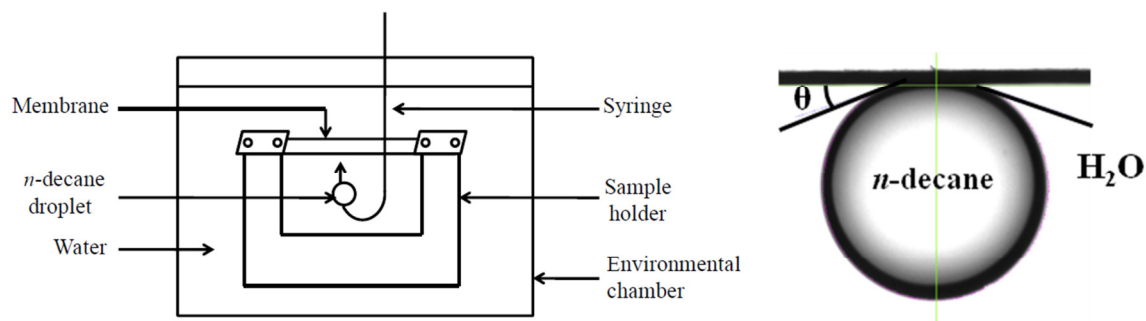 Membrane
n-decane
droplet
Water
Syringe
Sample
holder
Environmental
chamber
θ
n-decane
H₂O